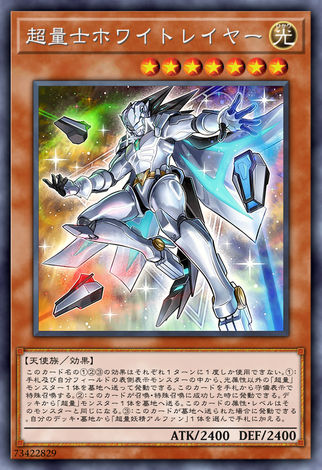 超量士ホワイトレイヤー
光
【天使族／効果】
このカード名の①②③の効果はそれぞれ１ターンに１度しか使用できない。①：
手札及び自分フィールドの表側表示モンスターの中から、光属性以外の「超量」
モンスター１体を墓地へ送って発動できる。このカードを手札から守備表示で
特殊召喚する。②：このカードが召喚・特殊召喚に成功した時に発動できる。デ
ッキから「超量」モンスター１体を墓地へ送る。このカードの属性・レベルはそ
のモンスターと同じになる。③：このカードが墓地へ送られた場合に発動でき
る。自分のデッキ・墓地から「超量妖精アルファン」１体を選んで手札に加える。
ATK/2400 DEF/2400
73422829